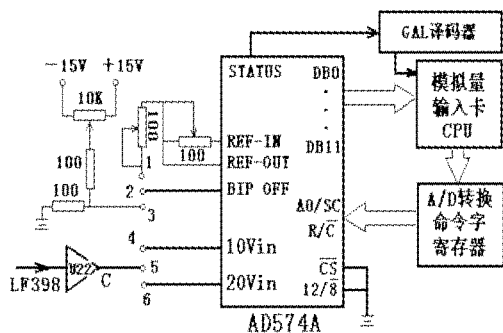 GAL译码器
-15V +15V
STATUS
DB0
10K
模拟量
输入卡
CPU
100
DB11
REF-IN
100
REF-OUT
100
1
100
2
BIP OFF
3
A0/SC
R/C̅
A/D转换
命令字
寄存器
4
10Vin
U22
5
C
LF398
6
20Vin
C̅S̅
12/8̅
AD574A